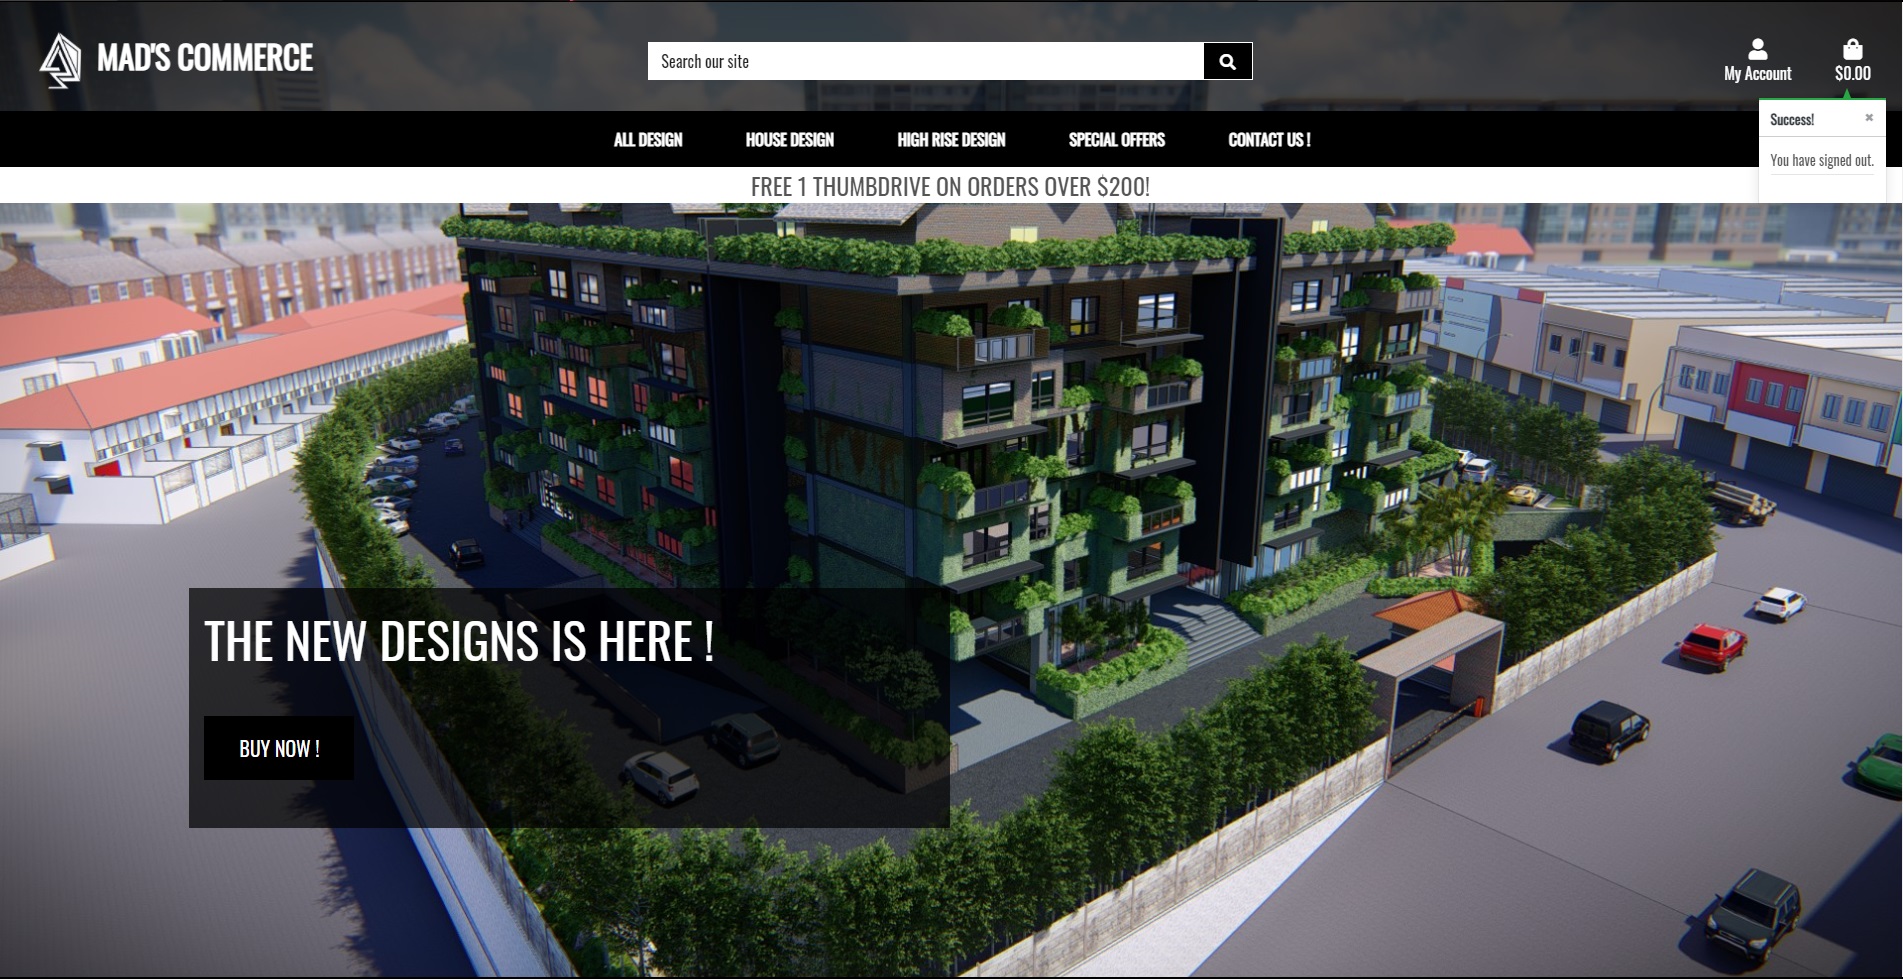 MAD'S COMMERCE
Search our site
My Account
$0.00
Success!
×
You have signed out.
ALL DESIGN
HOUSE DESIGN
HIGH RISE DESIGN
SPECIAL OFFERS
CONTACT US !
FREE 1 THUMBDRIVE ON ORDERS OVER $200!
THE NEW DESIGNS IS HERE !
BUY NOW !